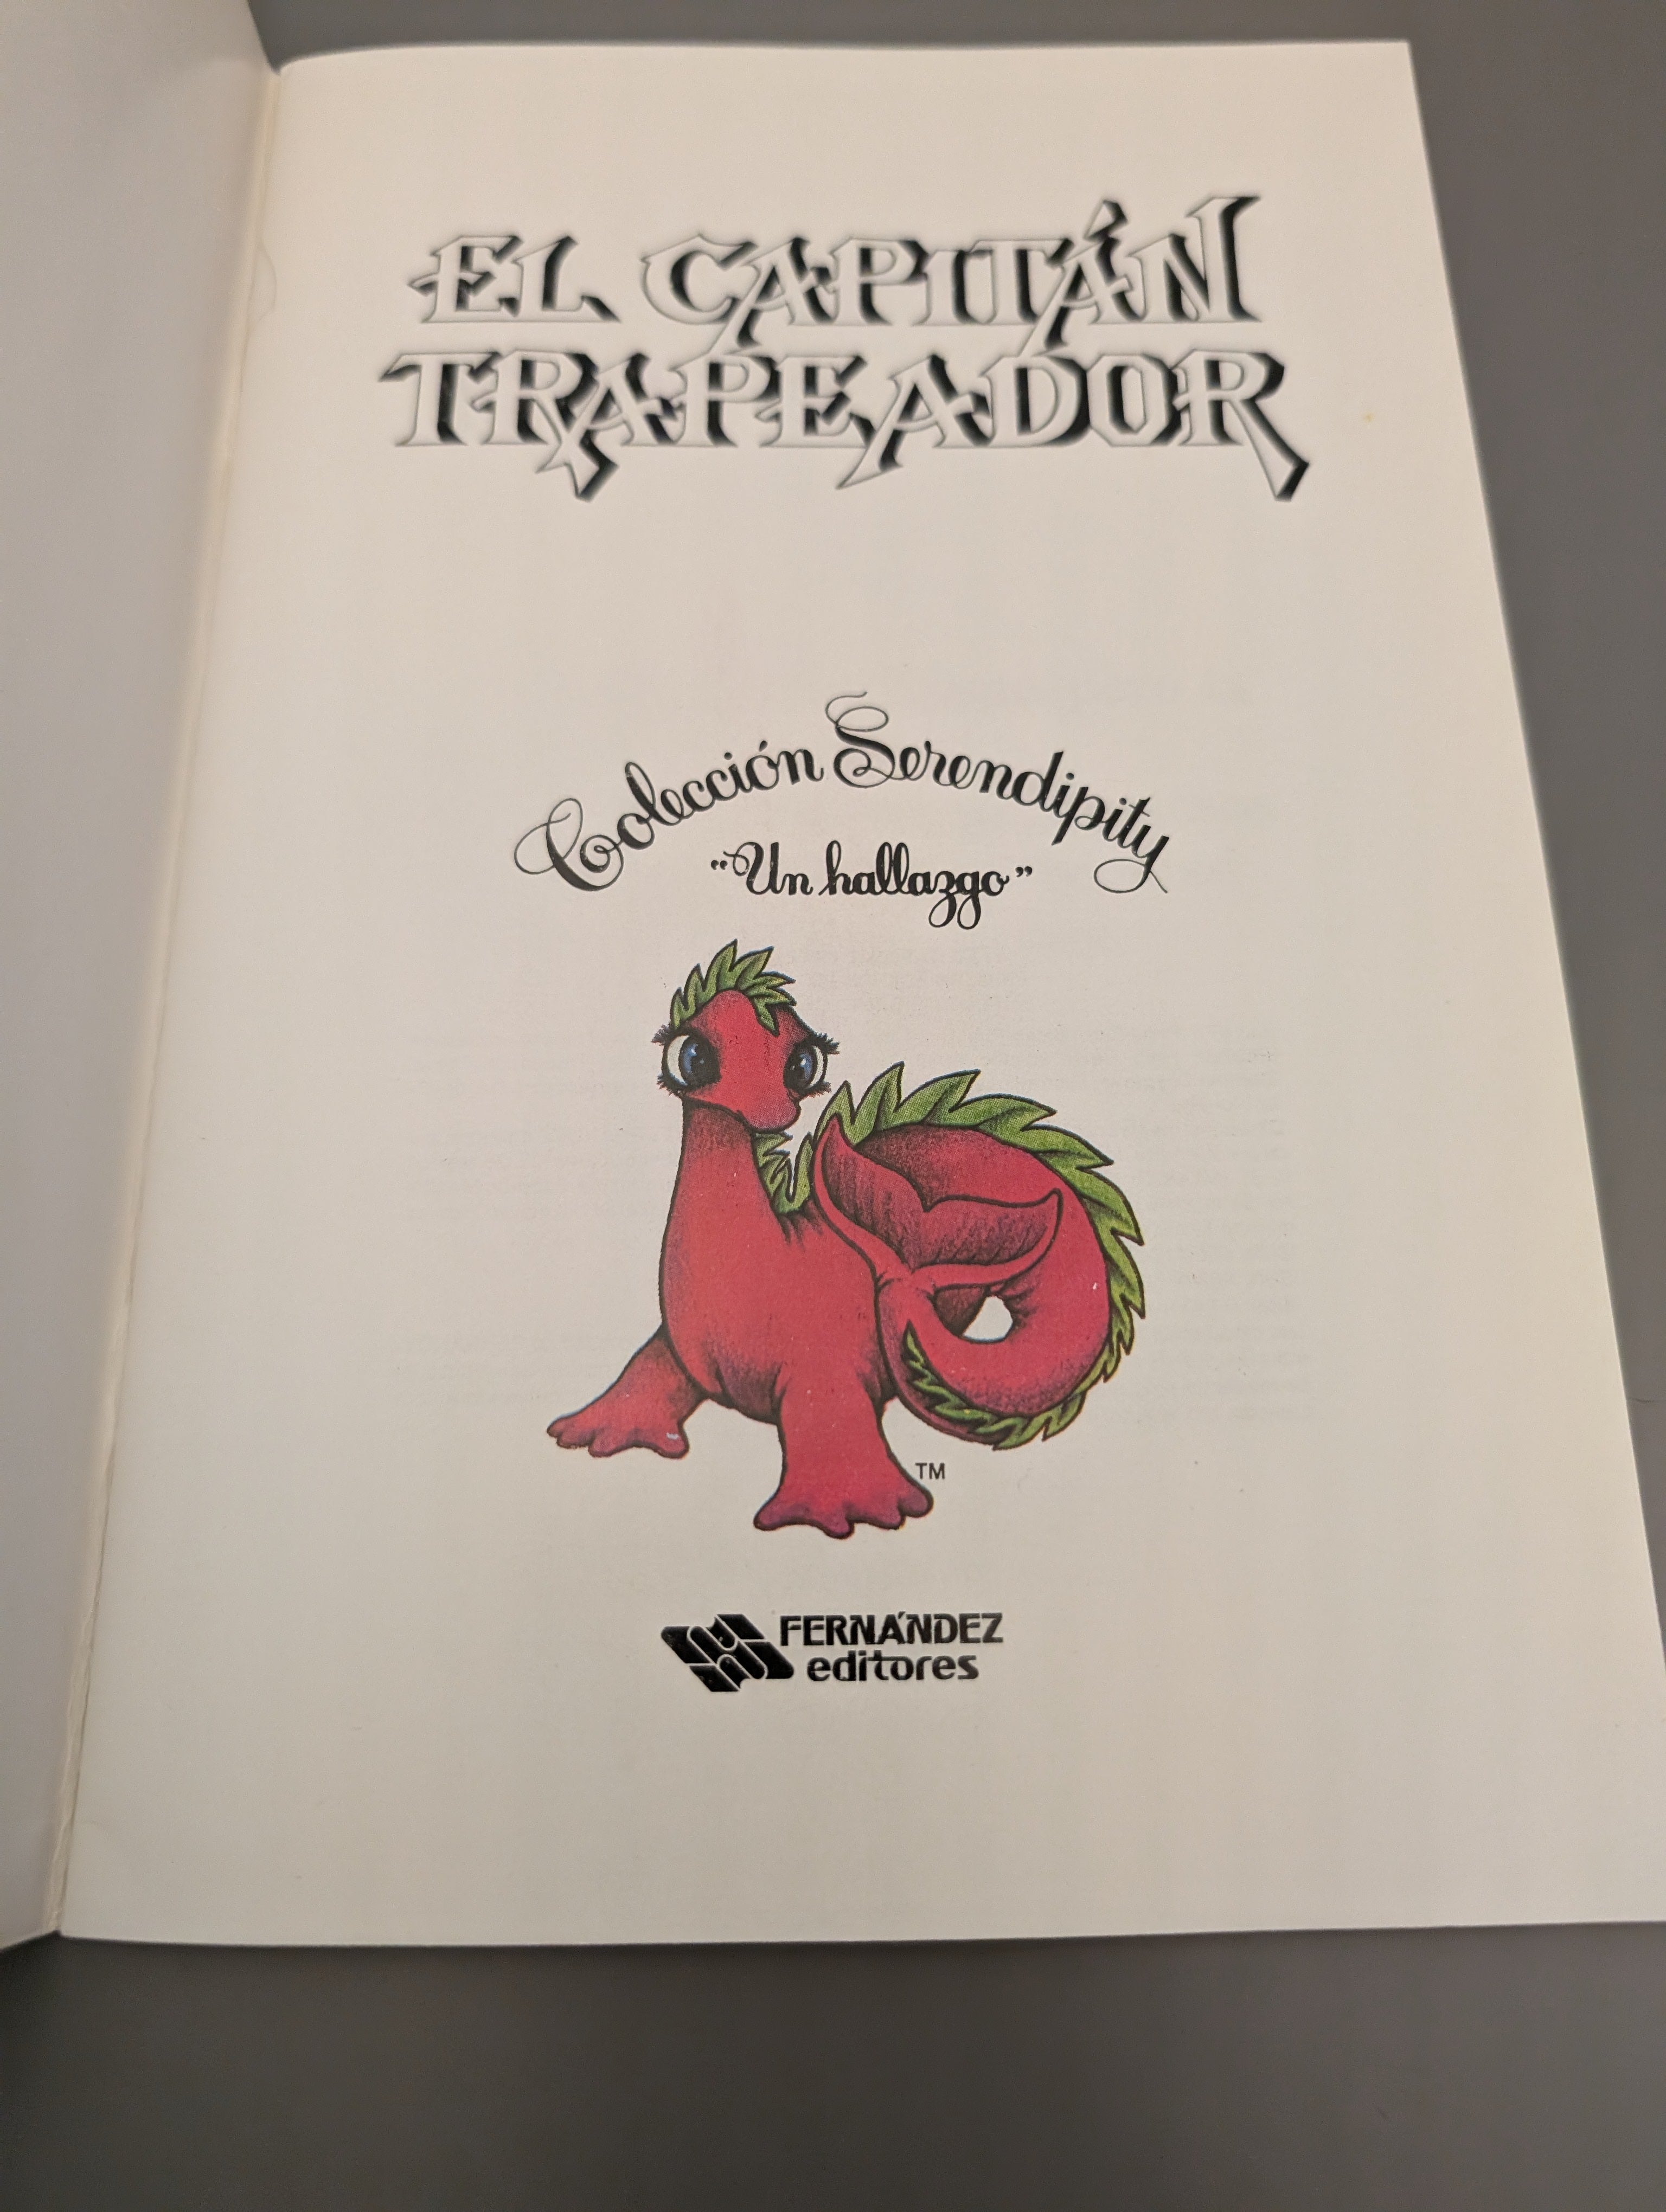 EL CAPITÁN
TRAPEADOR
Colección Serendipity
“Un hallazgo”
TM
FERNÁNDEZ
editores